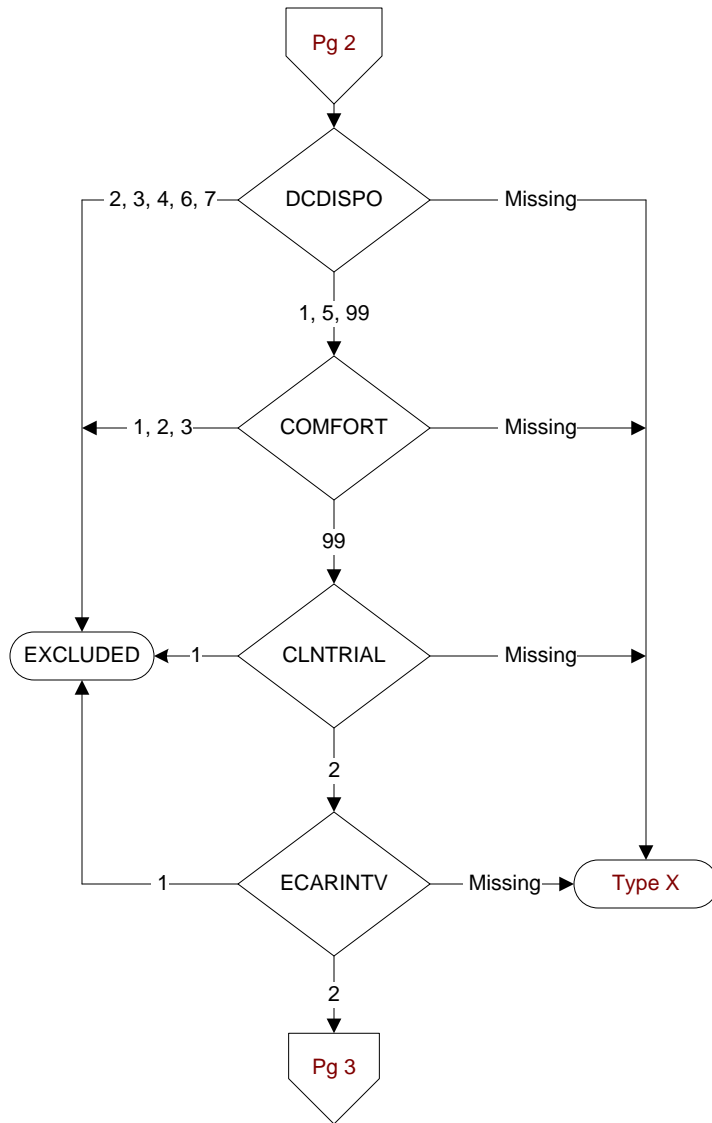 Pg 2
2, 3, 4, 6, 7
DCDISPO
Missing
1, 5, 99
1, 2, 3
COMFORT
Missing
99
EXCLUDED
1
CLNTRIAL
Missing
2
1
ECARINTV
Missing
Type X
2
Pg 3